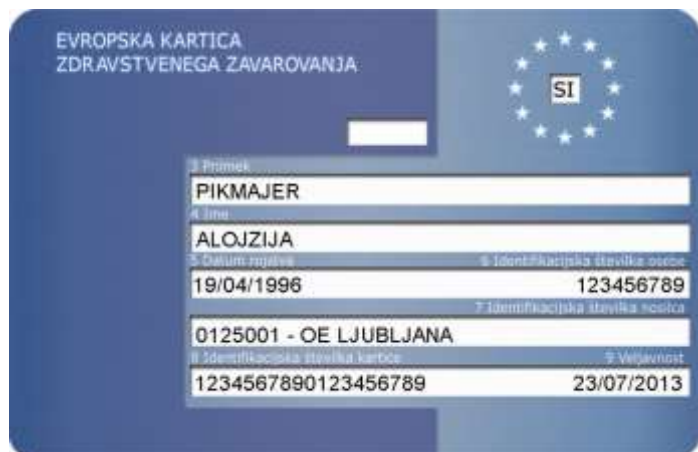 EVROPSKA KARTICA
ZDRAVSTVENEGA ZAVAROVANJA
SI
3 Priimek
PIKMAJER
4 Ime
ALOJZIJA
5 Datum rojstva 6 Identifikacijska številka osebe
19/04/1996 123456789
7 Identifikacijska številka nosilca
0125001 - OE LJUBLJANA
8 Identifikacijska številka kartice 9 Veljavnost
1234567890123456789 23/07/2013